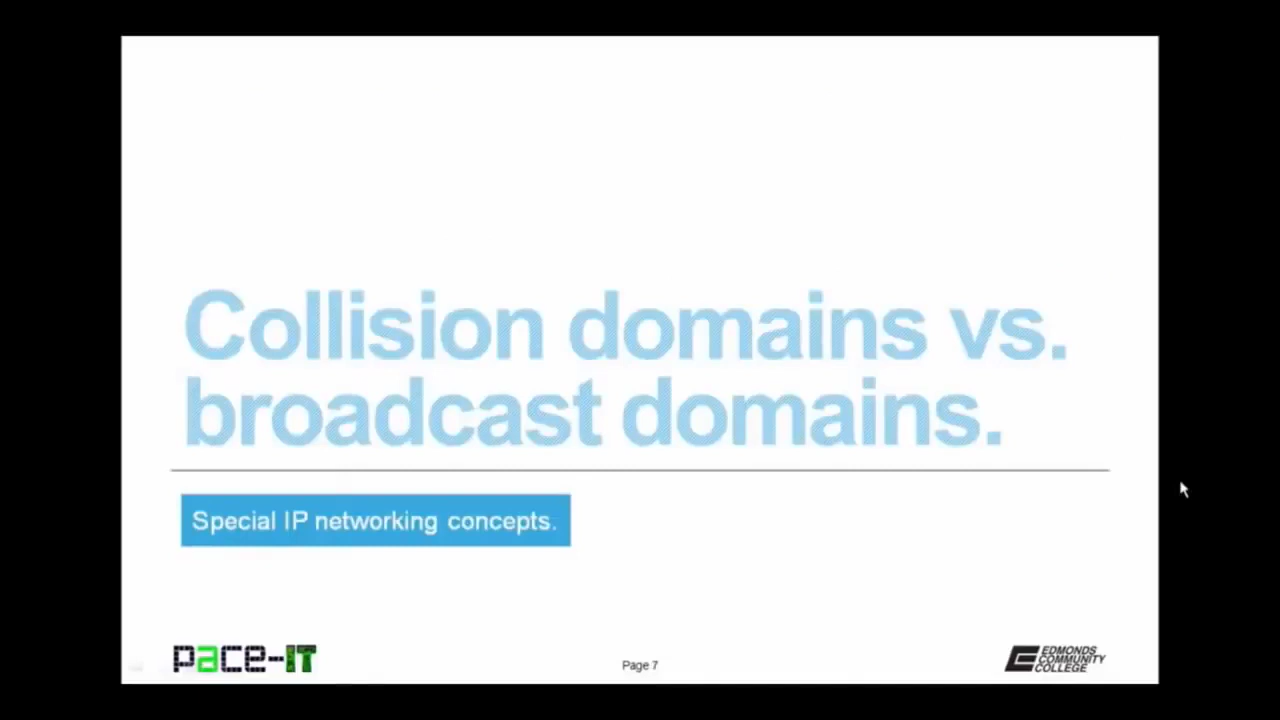 Collision domains vs.
broadcast domains.
Special IP networking concepts.
pace-IT
Page 7
EDMONDS
COMMUNITY
COLLEGE